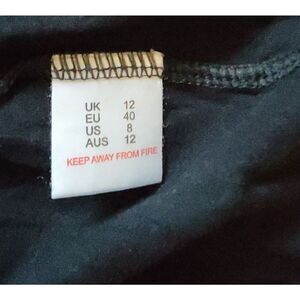 UK 12
EU 40
US 8
AUS 12
KEEP AWAY FROM FIRE